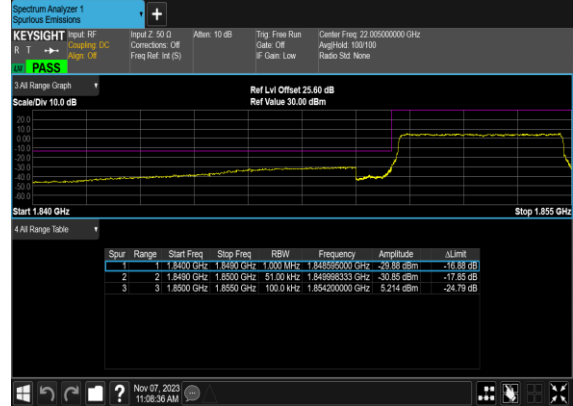 Spectrum Analyzer 1
Spurious Emissions
+
KEYSIGHT Input: RF Input Z: 50 Ω Atten: 10 dB Trig: Free Run Center Freq: 22.005000000 GHz
R T Coupling: DC Corrections: Off Gate: Off Avg|Hold: 100/100
Align: Off Freq Ref: Int (S) IF Gain: Low Radio Std: None
PASS
3 All Range Graph
Ref Lvl Offset 25.60 dB
Scale/Div 10.0 dB Ref Value 30.00 dBm
20.0
10.0
0.00
-10.0
-20.0
-30.0
-40.0
-50.0
-60.0
Start 1.840 GHz Stop 1.855 GHz
4 All Range Table
Spur Range Start Freq Stop Freq RBW Frequency Amplitude ΔLimit
1 1 1.8400 GHz 1.8490 GHz 1.000 MHz 1.848595000 GHz -29.88 dBm -16.88 dB
2 2 1.8490 GHz 1.8500 GHz 51.00 kHz 1.849998333 GHz -30.85 dBm -17.85 dB
3 3 1.8500 GHz 1.8550 GHz 100.0 kHz 1.854200000 GHz 5.214 dBm -24.79 dB
? Nov 07, 2023
11:08:36 AM